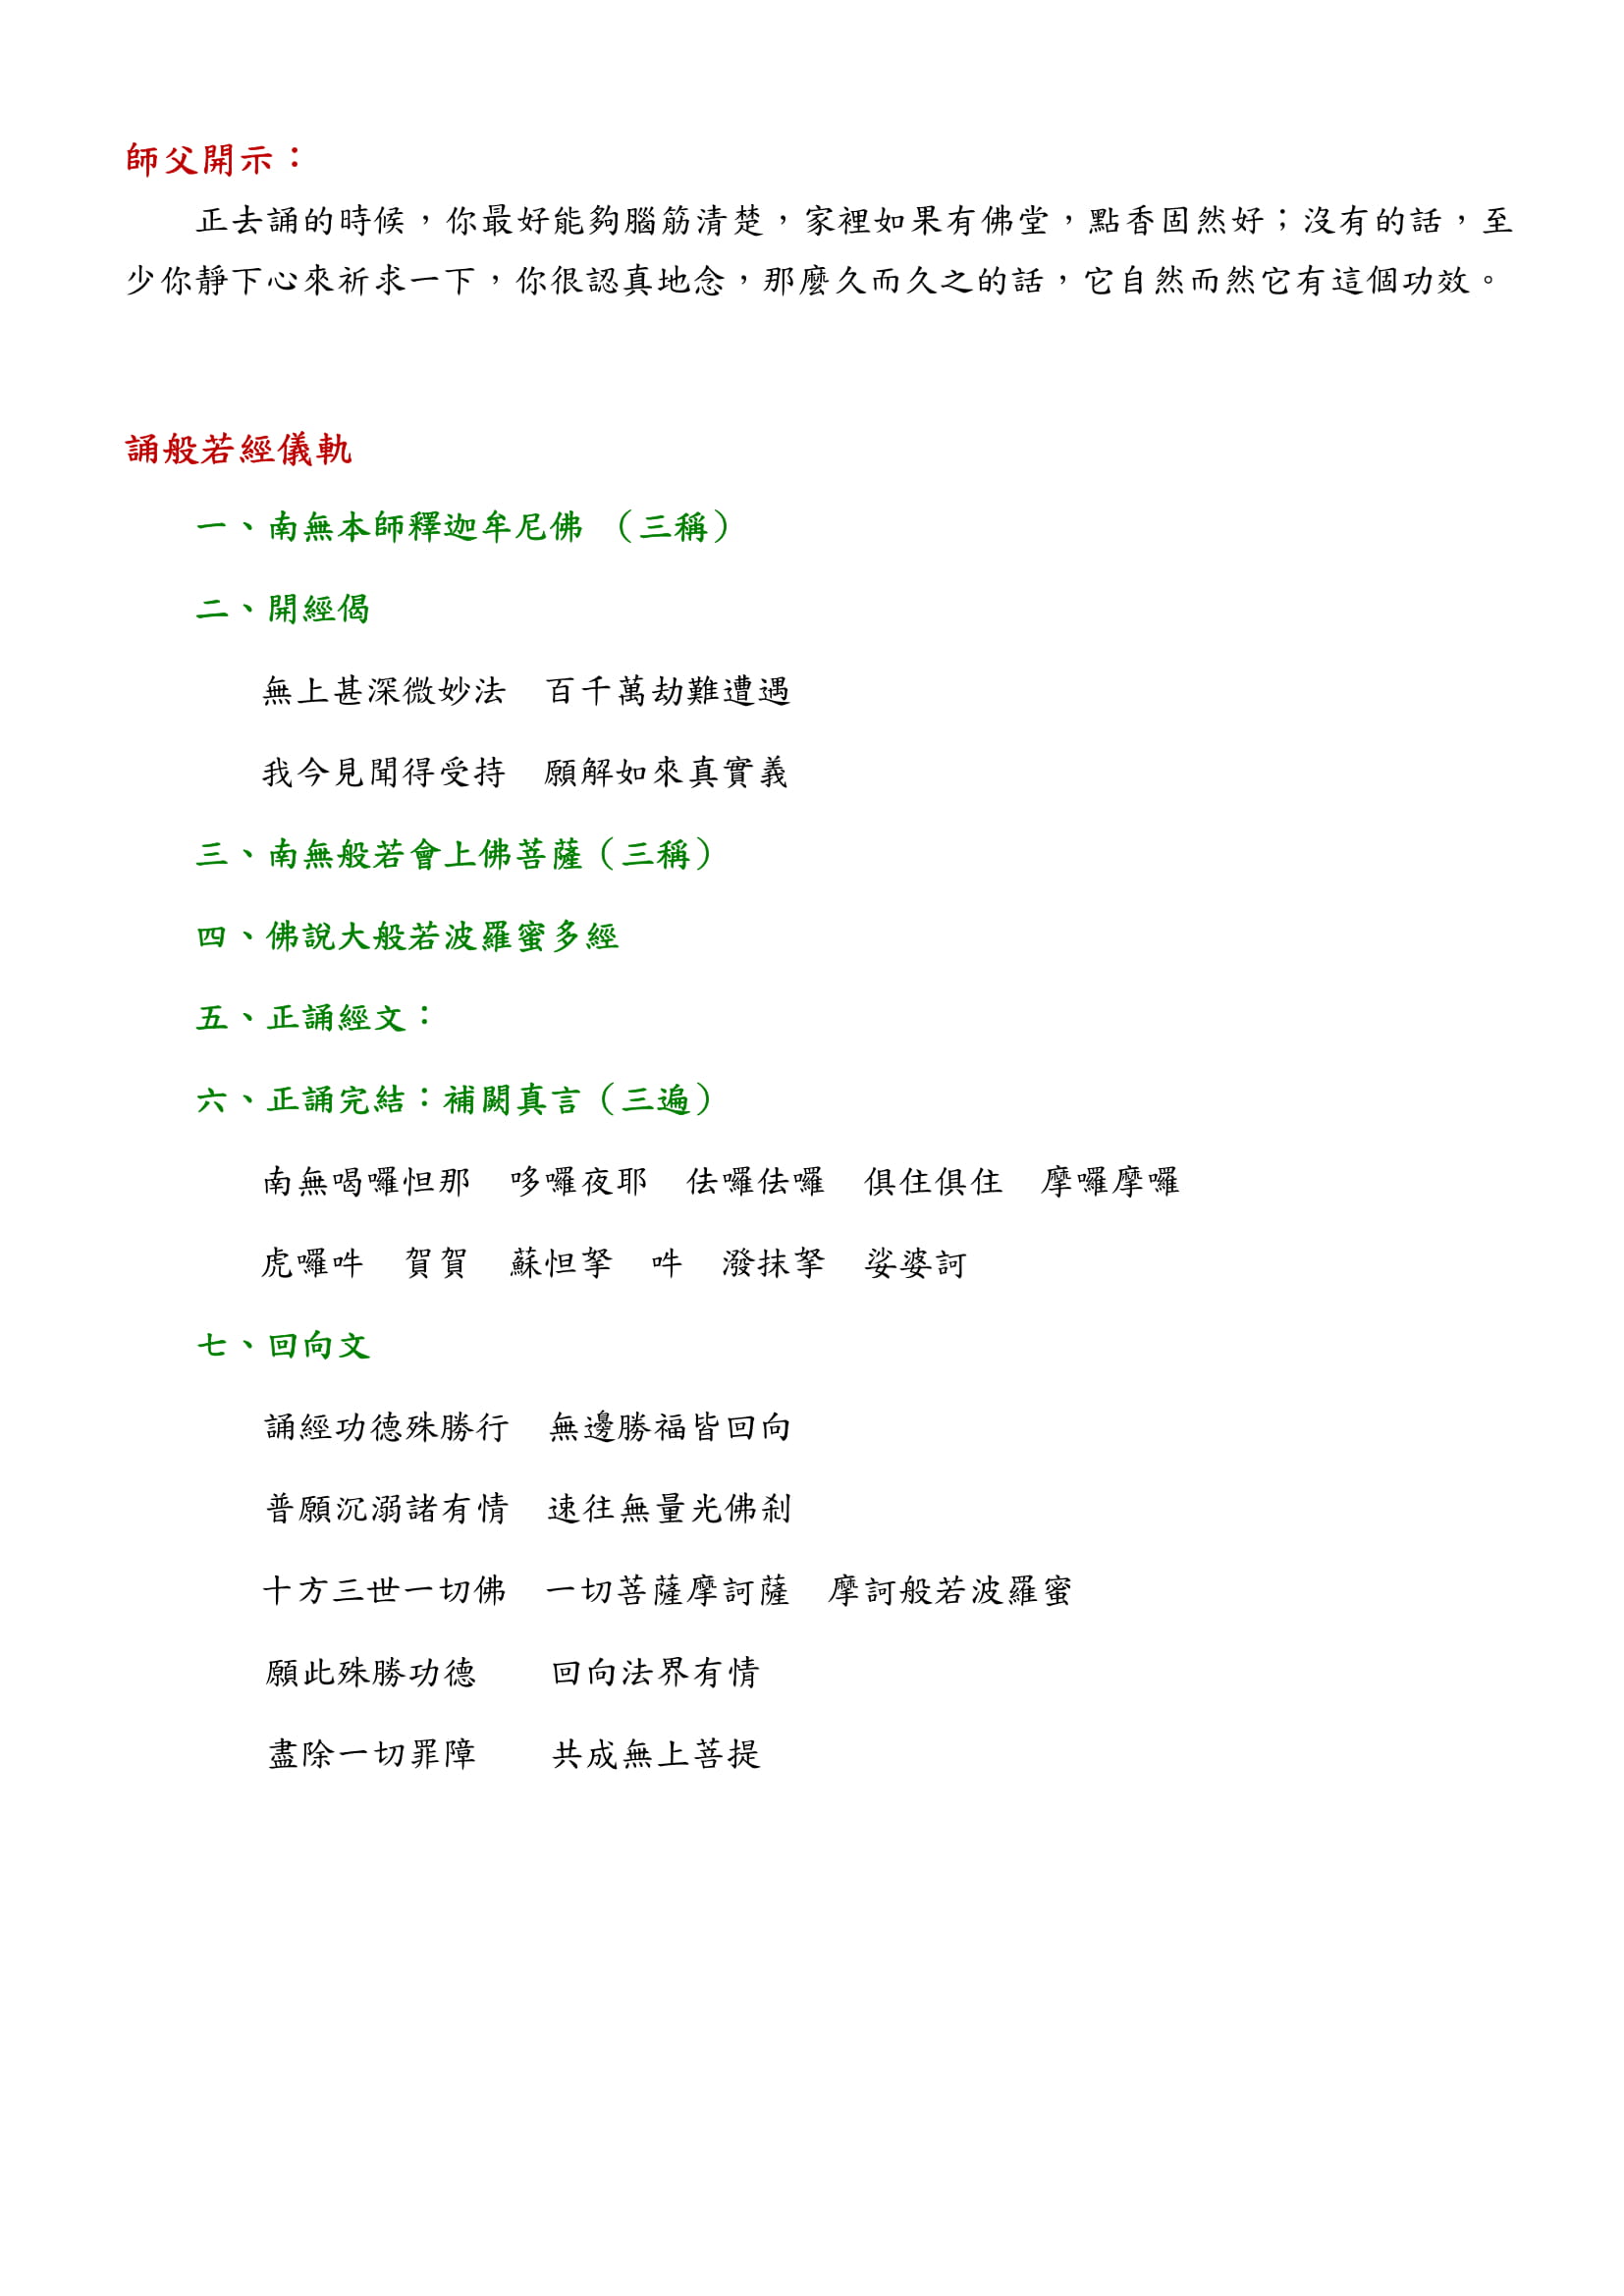 師父開示：
正去誦的時候，你最好能夠腦筋清楚，家裡如果有佛堂，點香固然好；沒有的話，至
少你靜下心來祈求一下，你很認真地念，那麼久而久之的話，它自然而然它有這個功效。
誦般若經儀軌
一、南無本師釋迦牟尼佛　（三稱）
二、開經偈
無上甚深微妙法　百千萬劫難遭遇
我今見聞得受持　願解如來真實義
三、南無般若會上佛菩薩（三稱）
四、佛說大般若波羅蜜多經
五、正誦經文：
六、正誦完結：補闕真言（三遍）
南無喝囉怛那　哆囉夜耶　佉囉佉囉　俱住俱住　摩囉摩囉
虎囉吽　賀賀　蘇怛拏　吽　潑抹拏　娑婆訶
七、回向文
誦經功德殊勝行　無邊勝福皆回向
普願沉溺諸有情　速往無量光佛剎
十方三世一切佛　一切菩薩摩訶薩　摩訶般若波羅蜜
願此殊勝功德　　回向法界有情
盡除一切罪障　　共成無上菩提